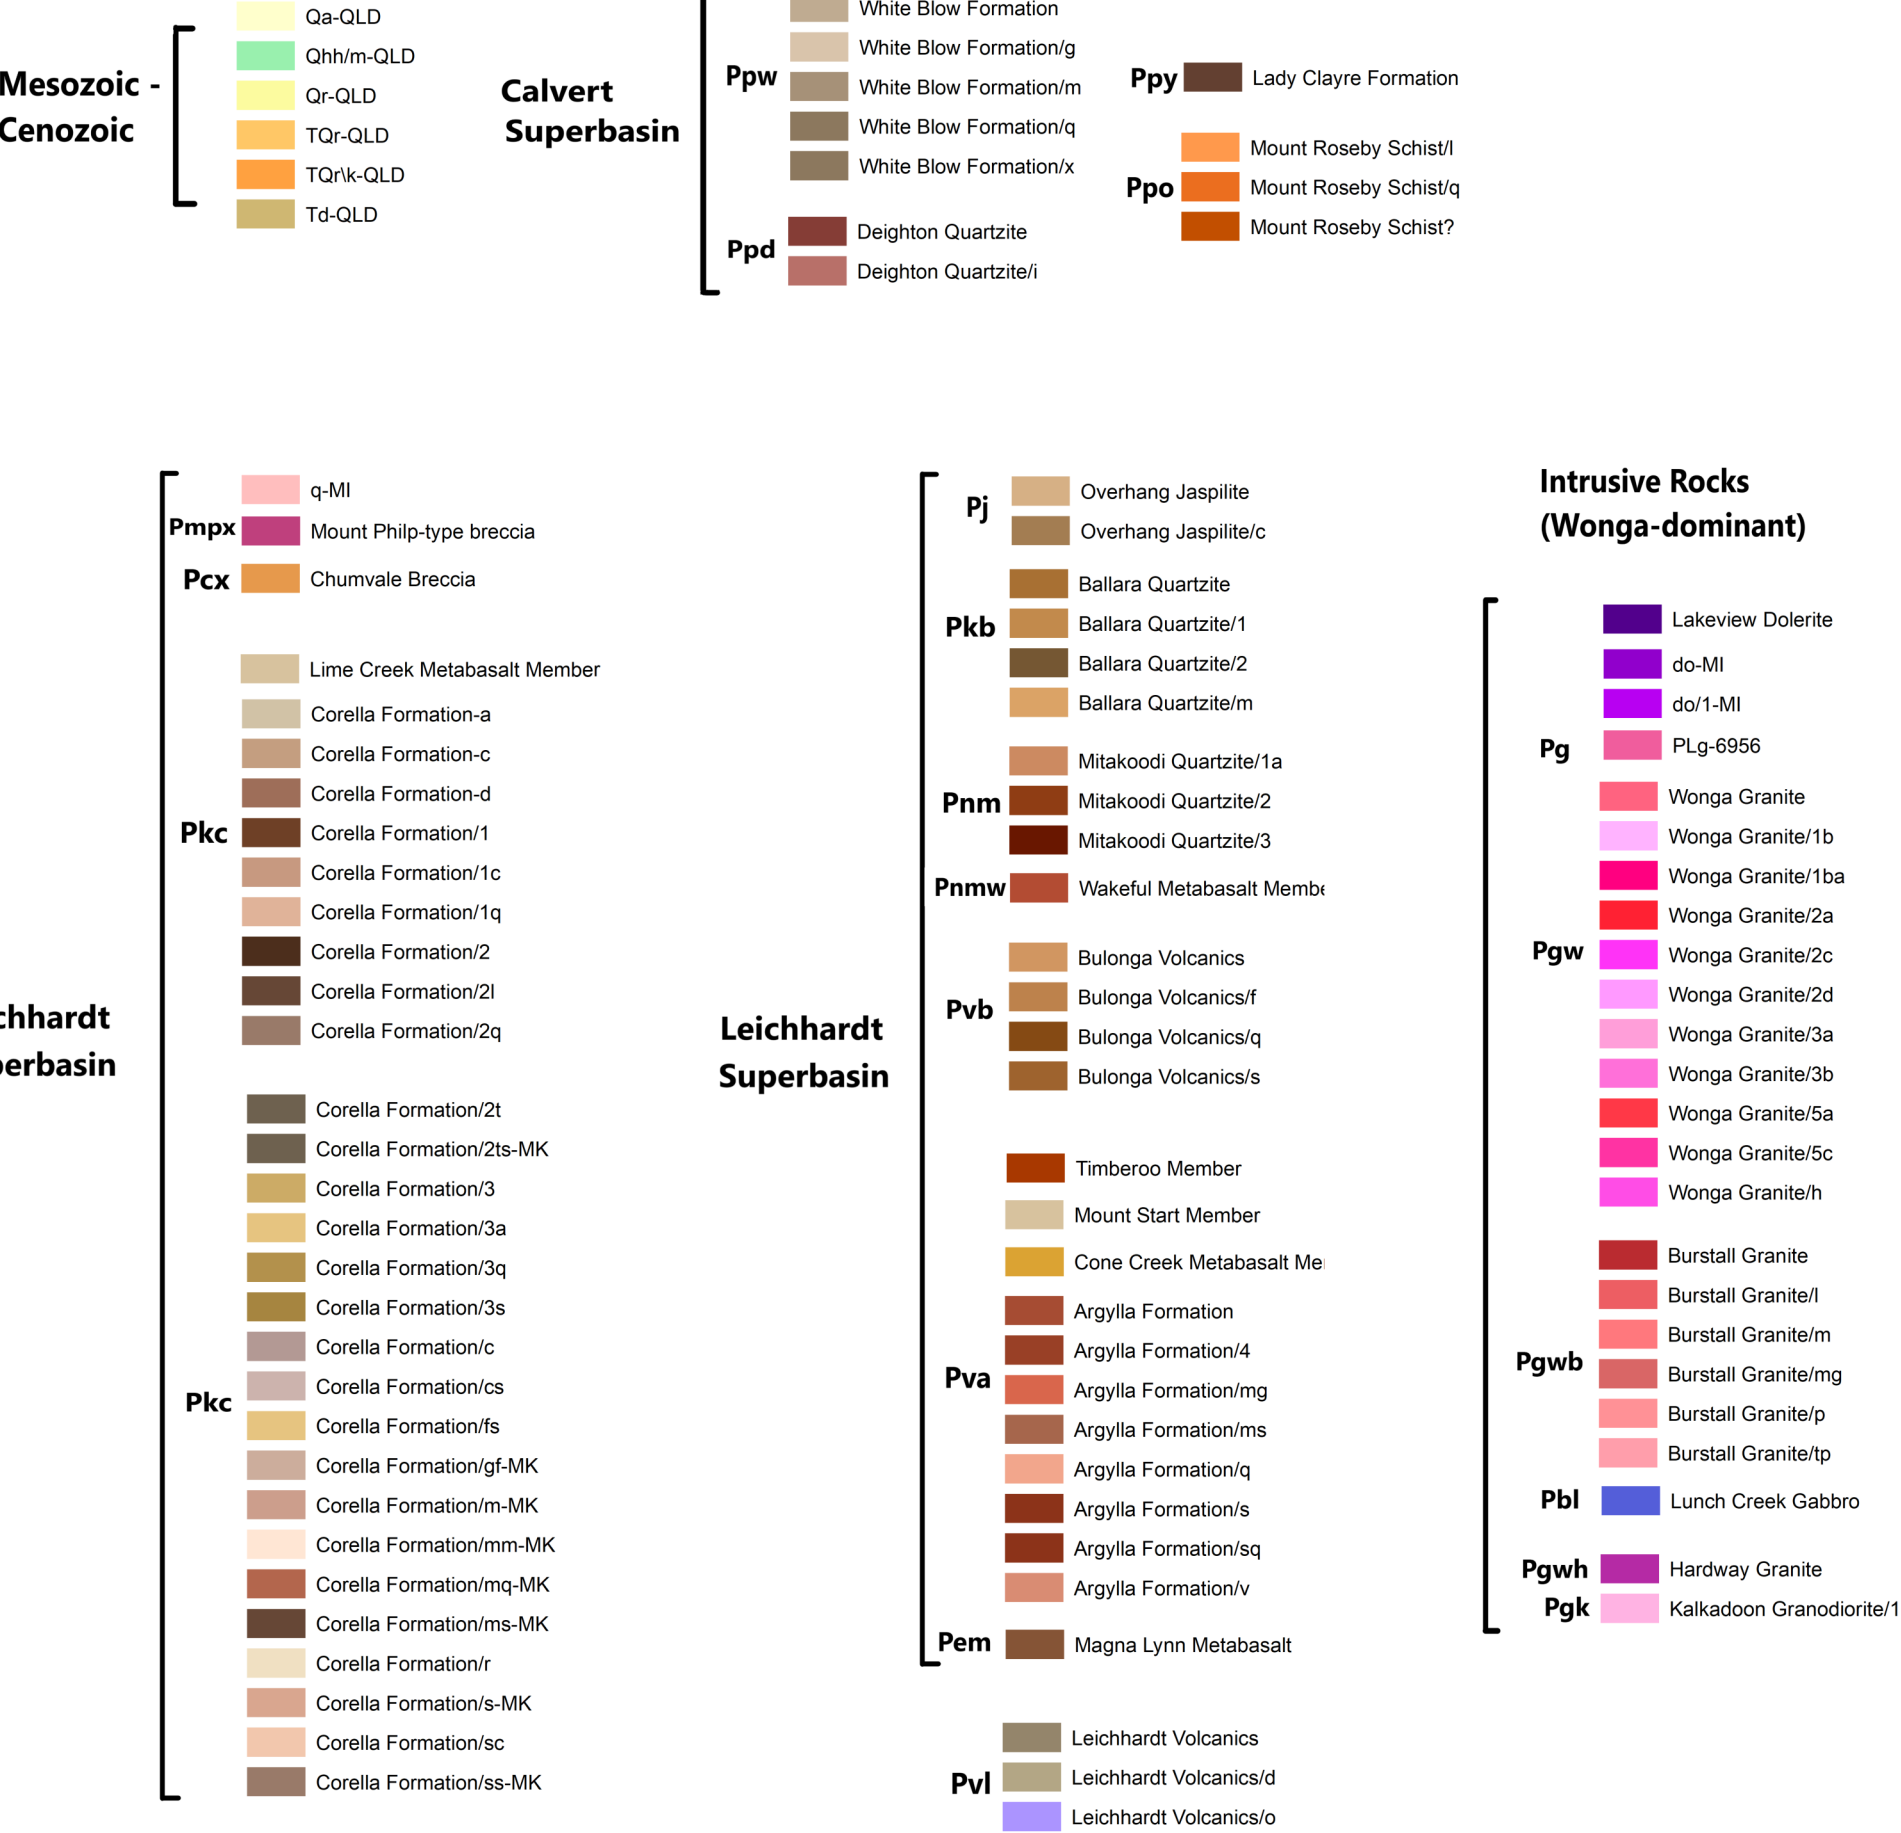 Qa-QLD
Qhh/m-QLD
Qr-QLD
TQr-QLD
TQr\k-QLD
Td-QLD
Mesozoic -
Cenozoic
Calvert
Superbasin
Ppw
White Blow Formation
White Blow Formation/g
White Blow Formation/m
White Blow Formation/q
White Blow Formation/x
Ppd
Deighton Quartzite
Deighton Quartzite/i
Ppy
Lady Clayre Formation
Ppo
Mount Roseby Schist/l
Mount Roseby Schist/q
Mount Roseby Schist?
chhardt
perbasin
Pmpx
q-MI
Mount Philp-type breccia
Pcx
Chumvale Breccia
Lime Creek Metabasalt Member
Pkc
Corella Formation-a
Corella Formation-c
Corella Formation-d
Corella Formation/1
Corella Formation/1c
Corella Formation/1q
Corella Formation/2
Corella Formation/2l
Corella Formation/2q
Pkc
Corella Formation/2t
Corella Formation/2ts-MK
Corella Formation/3
Corella Formation/3a
Corella Formation/3q
Corella Formation/3s
Corella Formation/c
Corella Formation/cs
Corella Formation/fs
Corella Formation/gf-MK
Corella Formation/m-MK
Corella Formation/mm-MK
Corella Formation/mq-MK
Corella Formation/ms-MK
Corella Formation/r
Corella Formation/s-MK
Corella Formation/sc
Corella Formation/ss-MK
Leichhardt
Superbasin
Pj
Overhang Jaspilite
Overhang Jaspilite/c
Pkb
Ballara Quartzite
Ballara Quartzite/1
Ballara Quartzite/2
Ballara Quartzite/m
Pnm
Mitakoodi Quartzite/1a
Mitakoodi Quartzite/2
Mitakoodi Quartzite/3
Pnmw
Wakeful Metabasalt Membe
Pvb
Bulonga Volcanics
Bulonga Volcanics/f
Bulonga Volcanics/q
Bulonga Volcanics/s
Timberoo Member
Mount Start Member
Cone Creek Metabasalt Me
Pva
Argylla Formation
Argylla Formation/4
Argylla Formation/mg
Argylla Formation/ms
Argylla Formation/q
Argylla Formation/s
Argylla Formation/sq
Argylla Formation/v
Pem
Magna Lynn Metabasalt
Pvl
Leichhardt Volcanics
Leichhardt Volcanics/d
Leichhardt Volcanics/o
Intrusive Rocks
(Wonga-dominant)
Pg
Lakeview Dolerite
do-MI
do/1-MI
PLg-6956
Pgw
Wonga Granite
Wonga Granite/1b
Wonga Granite/1ba
Wonga Granite/2a
Wonga Granite/2c
Wonga Granite/2d
Wonga Granite/3a
Wonga Granite/3b
Wonga Granite/5a
Wonga Granite/5c
Wonga Granite/h
Pgwb
Burstall Granite
Burstall Granite/l
Burstall Granite/m
Burstall Granite/mg
Burstall Granite/p
Burstall Granite/tp
Pbl
Lunch Creek Gabbro
Pgwh
Hardway Granite
Pgk
Kalkadoon Granodiorite/1